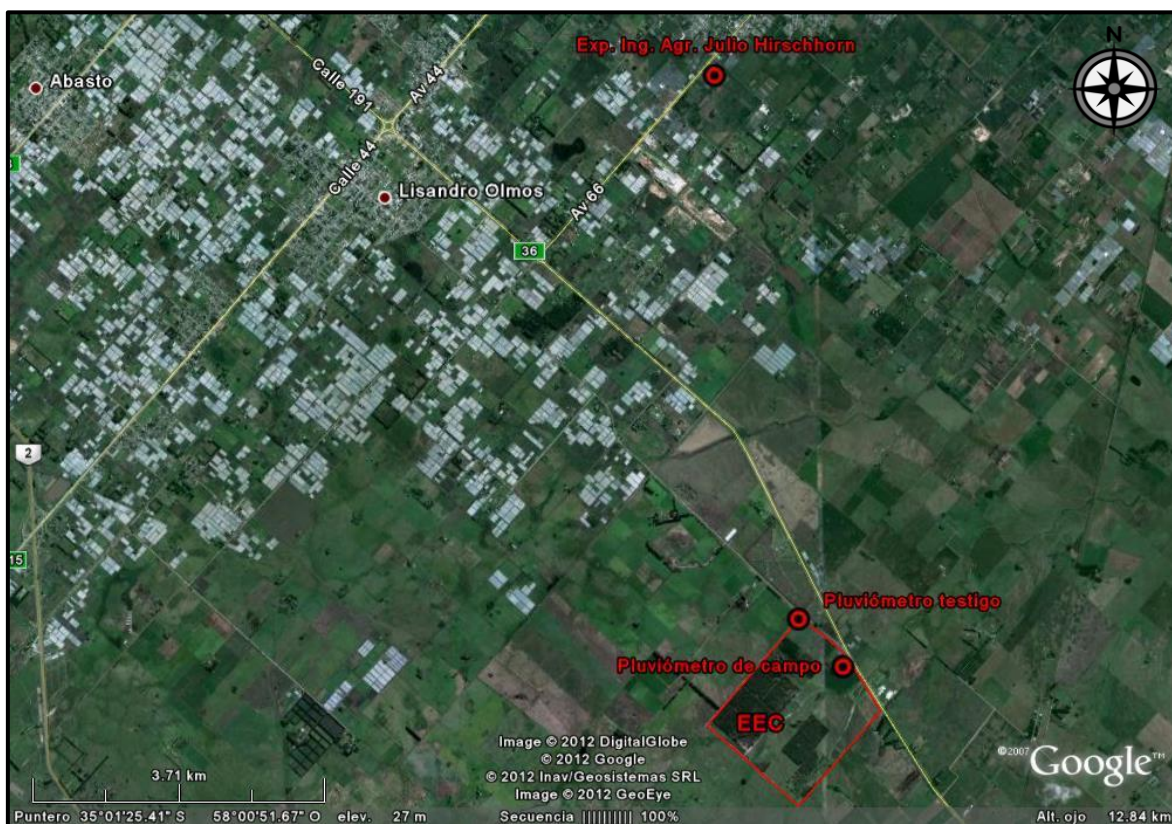 Exp. Ing. Agr. Julio Hirschhorn
N
Abasto
Calle 191
Av 44
Calle 44
Lisandro Olmos
Av 66
36
2
15
Pluviómetro testigo
Pluviómetro de campo
EEC
Image © 2012 DigitalGlobe
© 2012 Google
© 2012 Inav/Geosistemas SRL
Image © 2012 GeoEye
©2007 Google™
3.71 km
Puntero 35°01'25.41" S 58°00'51.67" O elev. 27 m Secuencia 100% Alt. ojo 12.84 km